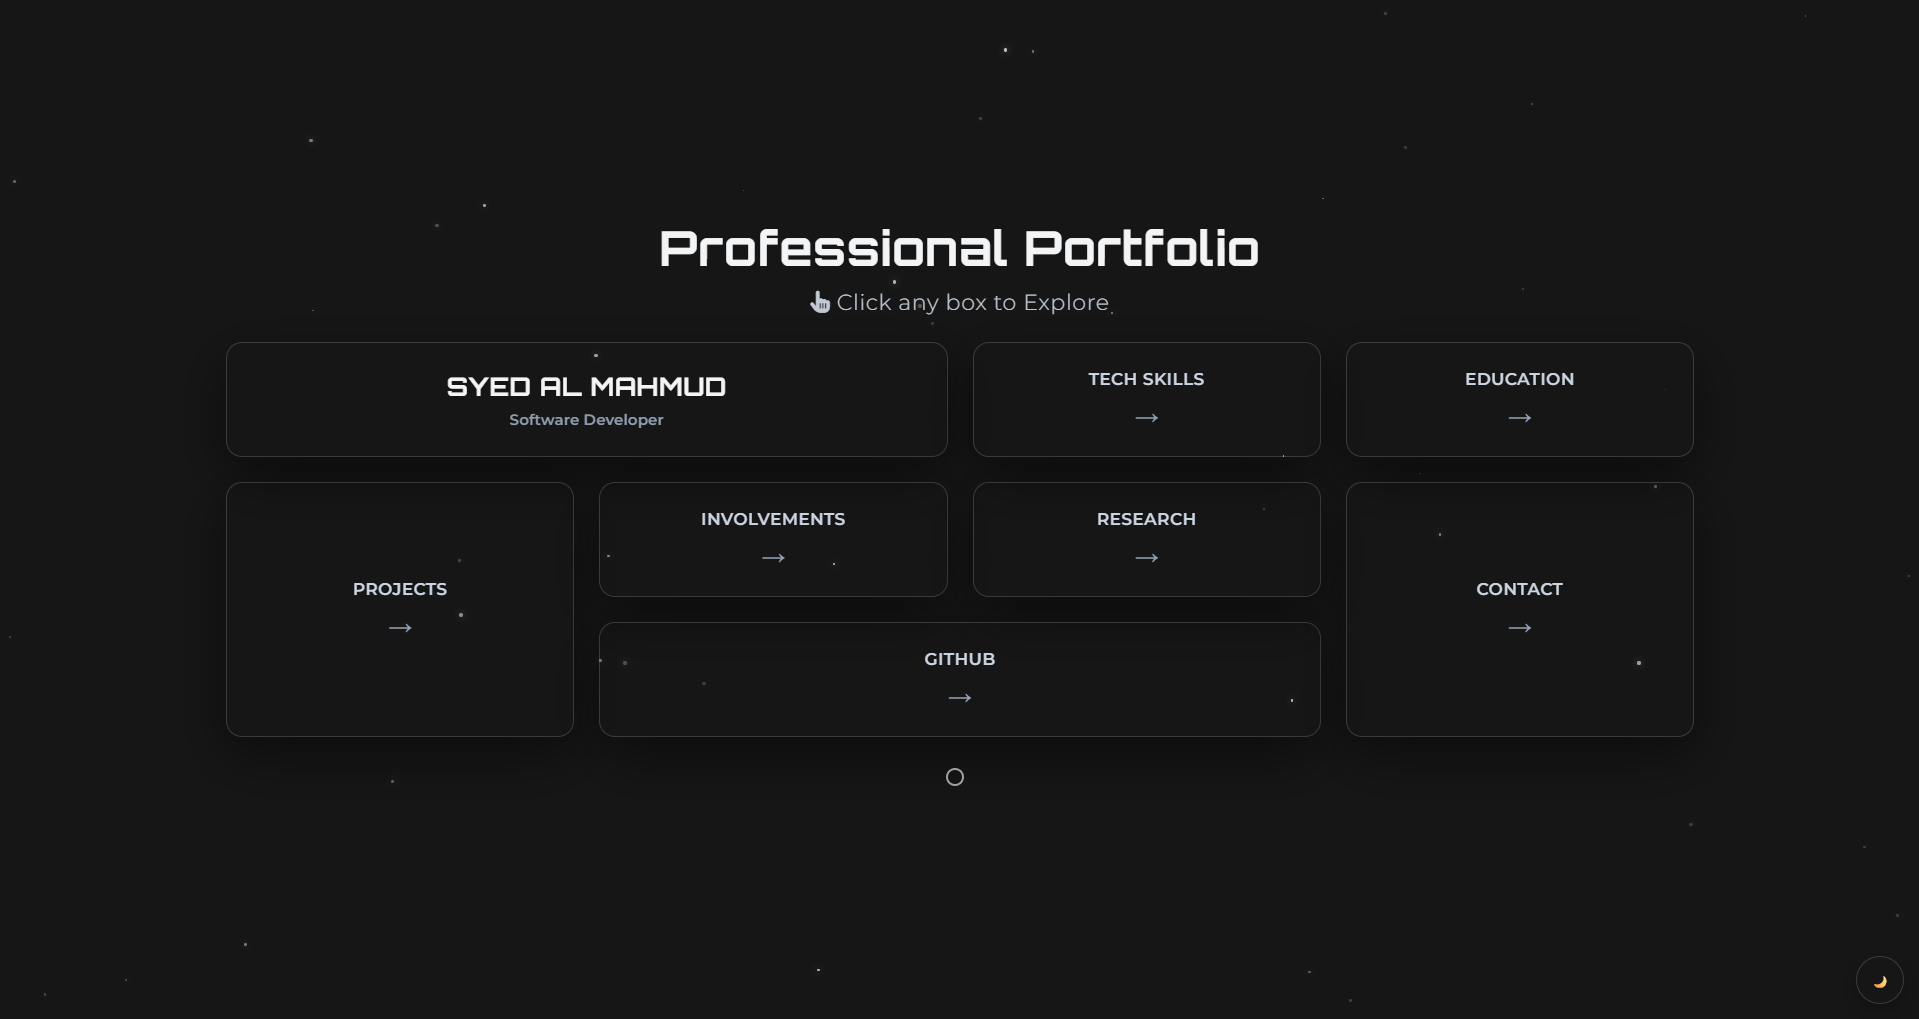 Professional Portfolio
Click any box to Explore
SYED AL MAHMUD
Software Developer
TECH SKILLS
→
EDUCATION
→
PROJECTS
→
INVOLVEMENTS
→
RESEARCH
→
CONTACT
→
GITHUB
→